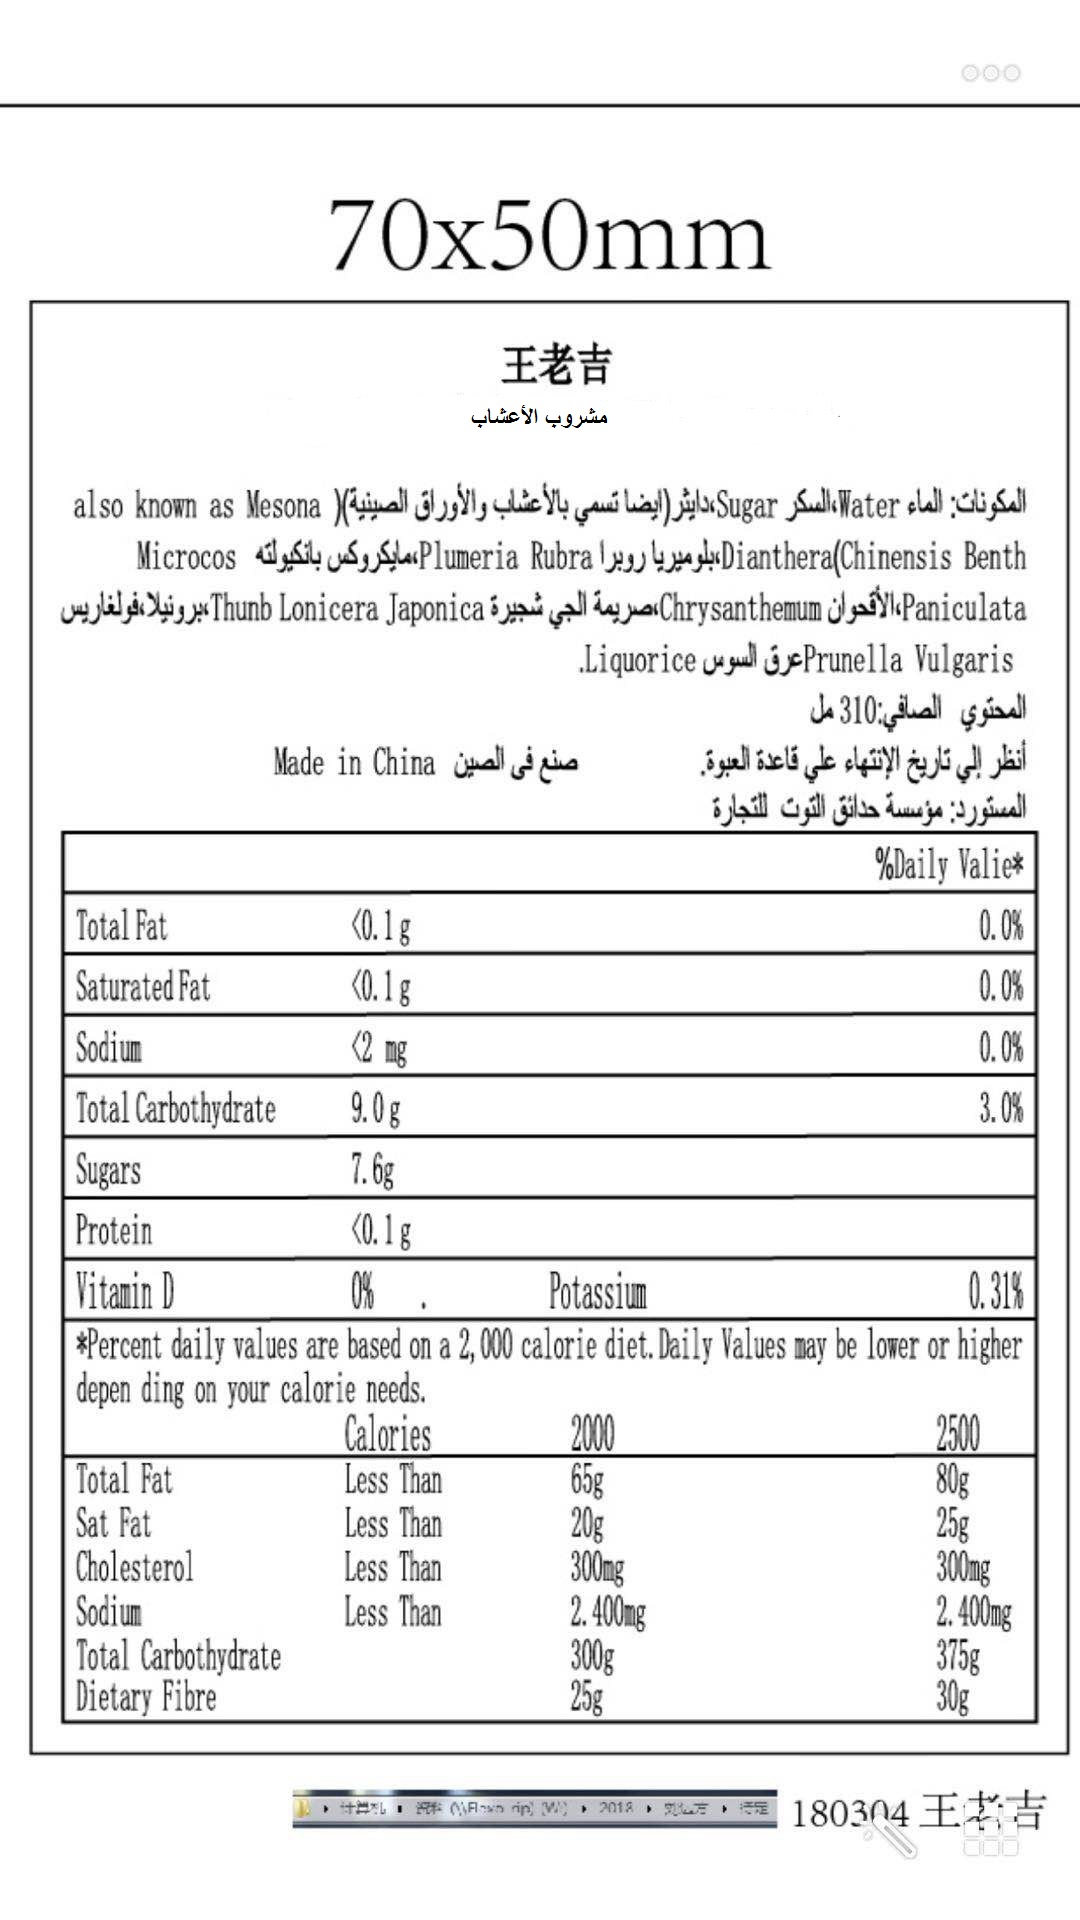 70x50mm
王老吉
مشروب الأعشاب
المكونات: الماء Water،السكر Sugar،دايثر(ايضا تسمي بالأعشاب والأوراق الصينية)( also known as Mesona
Dianthera(Chinensis Benth،بلوميريا روبرا Plumeria Rubra،مايكروكس بانكيولته Microcos
Paniculata،الأقحوان Chrysanthemum،صريمة الجي شجيرة Thunb Lonicera Japonica،برونيلا،فولغاريس
Prunella Vulgaris عرق السوس Liquorice.
المحتوي الصافي:310 مل
أنظر إلي تاريخ الإنتهاء علي قاعدة العبوة. صنع فى الصين Made in China
المستورد: مؤسسة حدائق التوت للتجارة
%Daily Valie*
Total Fat <0.1g 0.0%
Saturated Fat <0.1g 0.0%
Sodium <2 mg 0.0%
Total Carbothydrate 9.0g 3.0%
Sugars 7.6g
Protein <0.1g
Vitamin D 0% . Potassium 0.31%
*Percent daily values are based on a 2,000 calorie diet. Daily Values may be lower or higher
depen ding on your calorie needs.
Calories 2000 2500
Total Fat Less Than 65g 80g
Sat Fat Less Than 20g 25g
Cholesterol Less Than 300mg 300mg
Sodium Less Than 2.400mg 2.400mg
Total Carbothydrate 300g 375g
Dietary Fibre 25g 30g
2018
180304 王老吉